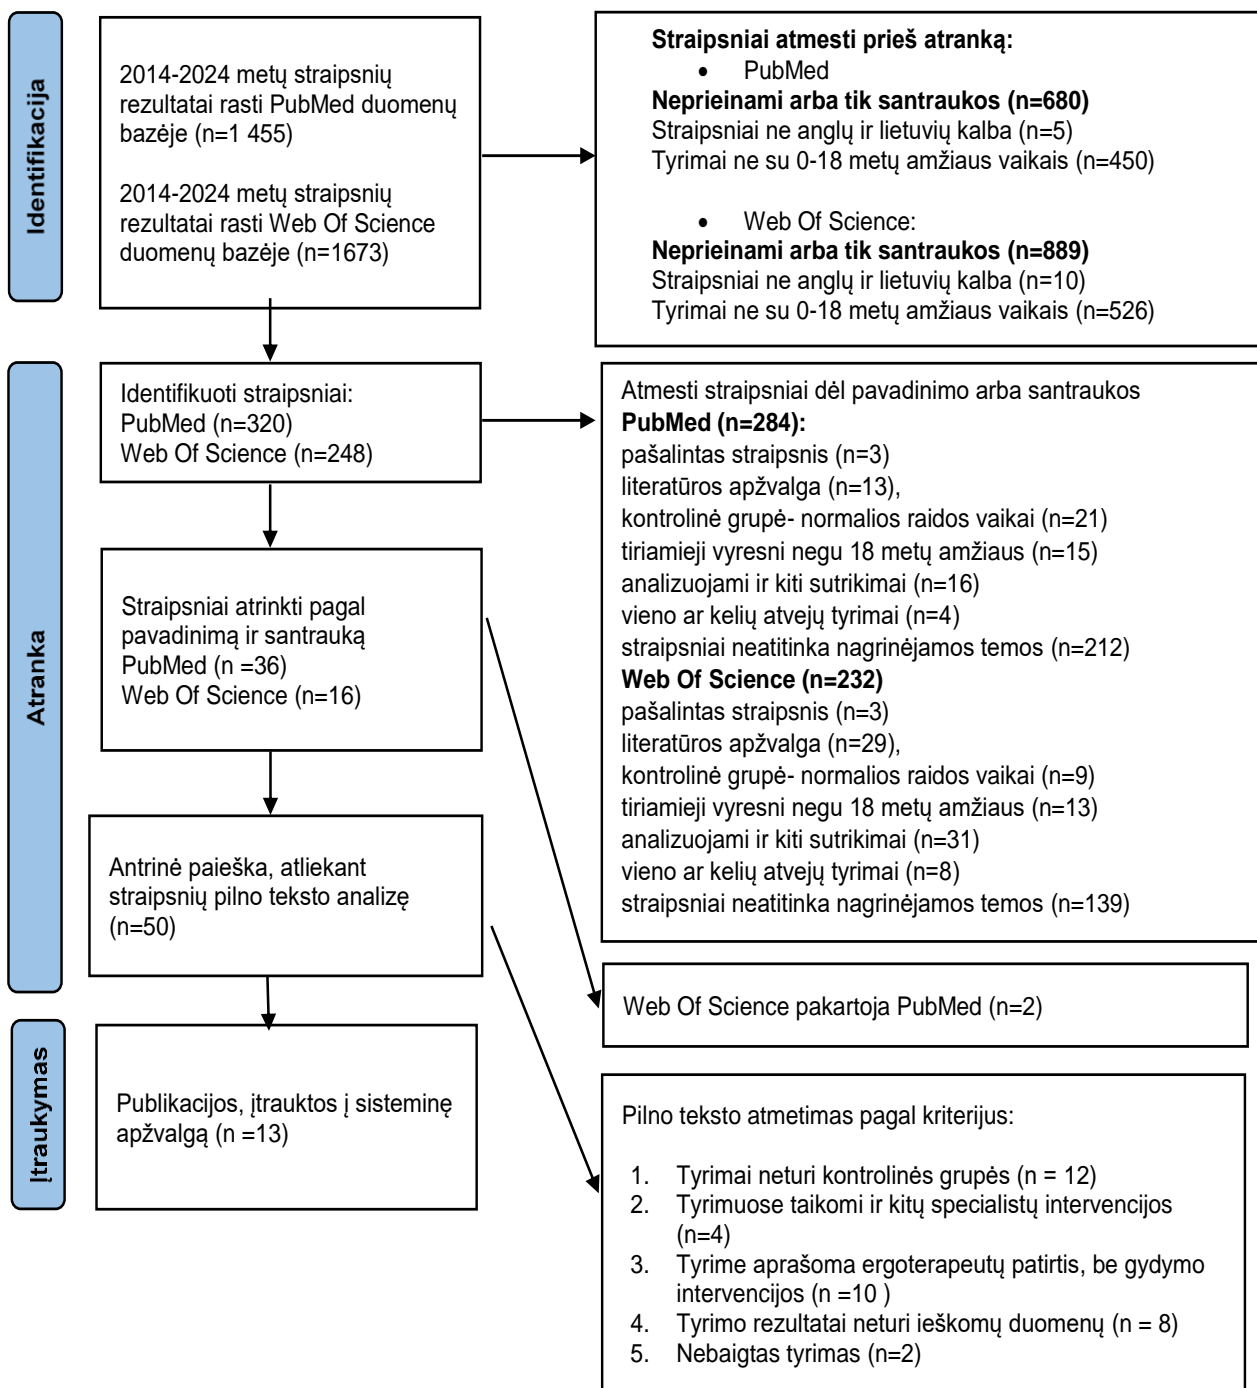 Identifikacija
2014-2024 metų straipsnių
rezultatai rasti PubMed duomenų
bazėje (n=1 455)
2014-2024 metų straipsnių
rezultatai rasti Web Of Science
duomenų bazėje (n=1673)
Straipsniai atmesti prieš atranką:
• PubMed
Neprieinami arba tik santraukos (n=680)
Straipsniai ne anglų ir lietuvių kalba (n=5)
Tyrimai ne su 0-18 metų amžiaus vaikais (n=450)
• Web Of Science:
Neprieinami arba tik santraukos (n=889)
Straipsniai ne anglų ir lietuvių kalba (n=10)
Tyrimai ne su 0-18 metų amžiaus vaikais (n=526)
Atranka
Identifikuoti straipsniai:
PubMed (n=320)
Web Of Science (n=248)
Atmesti straipsniai dėl pavadinimo arba santraukos
PubMed (n=284):
pašalintas straipsnis (n=3)
literatūros apžvalga (n=13),
kontrolinė grupė- normalios raidos vaikai (n=21)
tiriamieji vyresni negu 18 metų amžiaus (n=15)
analizuojami ir kiti sutrikimai (n=16)
vieno ar kelių atvejų tyrimai (n=4)
straipsniai neatitinka nagrinėjamos temos (n=212)
Web Of Science (n=232)
pašalintas straipsnis (n=3)
literatūros apžvalga (n=29),
kontrolinė grupė- normalios raidos vaikai (n=9)
tiriamieji vyresni negu 18 metų amžiaus (n=13)
analizuojami ir kiti sutrikimai (n=31)
vieno ar kelių atvejų tyrimai (n=8)
straipsniai neatitinka nagrinėjamos temos (n=139)
Straipsniai atrinkti pagal
pavadinimą ir santrauką
PubMed (n =36)
Web Of Science (n=16)
Web Of Science pakartoja PubMed (n=2)
Antrinė paieška, atliekant
straipsnių pilno teksto analizę
(n=50)
Pilno teksto atmetimas pagal kriterijus:
1. Tyrimai neturi kontrolinės grupės (n = 12)
2. Tyrimuose taikomi ir kitų specialistų intervencijos
(n=4)
3. Tyrime aprašoma ergoterapeutų patirtis, be gydymo
intervencijos (n =10 )
4. Tyrimo rezultatai neturi ieškomų duomenų (n = 8)
5. Nebaigtas tyrimas (n=2)
Įtraukymas
Publikacijos, įtrauktos į sisteminę
apžvalgą (n =13)